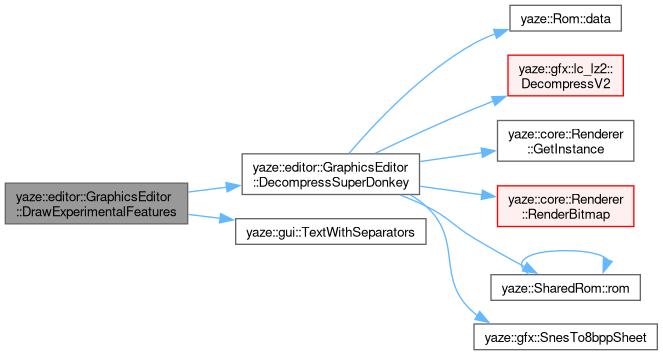 yaze::editor::GraphicsEditor
::DrawExperimentalFeatures
yaze::editor::GraphicsEditor
::DecompressSuperDonkey
yaze::gui::TextWithSeparators
yaze::Rom::data
yaze::gfx::lc_lz2::
DecompressV2
yaze::core::Renderer
::GetInstance
yaze::core::Renderer
::RenderBitmap
yaze::SharedRom::rom
yaze::gfx::SnesTo8bppSheet